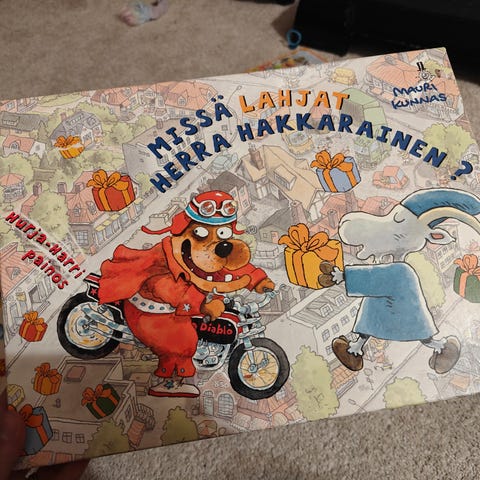 MAURI
KUNNAS
MISSÄ LAHJAT
HERRA HAKKARAINEN?
HURJA-HARRI
painos
Diablo